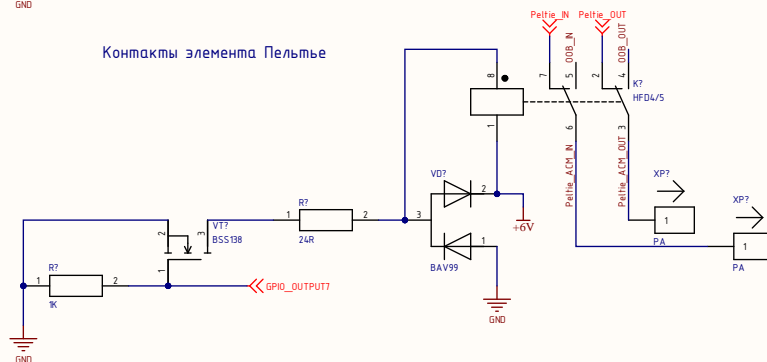 GND
Peltie_IN
Peltie_OUT
Контакты элемента Пельтье
OOB_IN
OOB_OUT
8
7
5
2
4
K?
HFD4/5
1
6
3
Peltie_ACM_IN
Peltie_ACM_OUT
VD?
2
XP?
1
PA
XP?
1
PA
R?
1
2
24R
3
+6V
VT?
BSS138
2
3
1
1
BAV99
R?
1
2
1K
GPIO_OUTPUT7
GND
GND